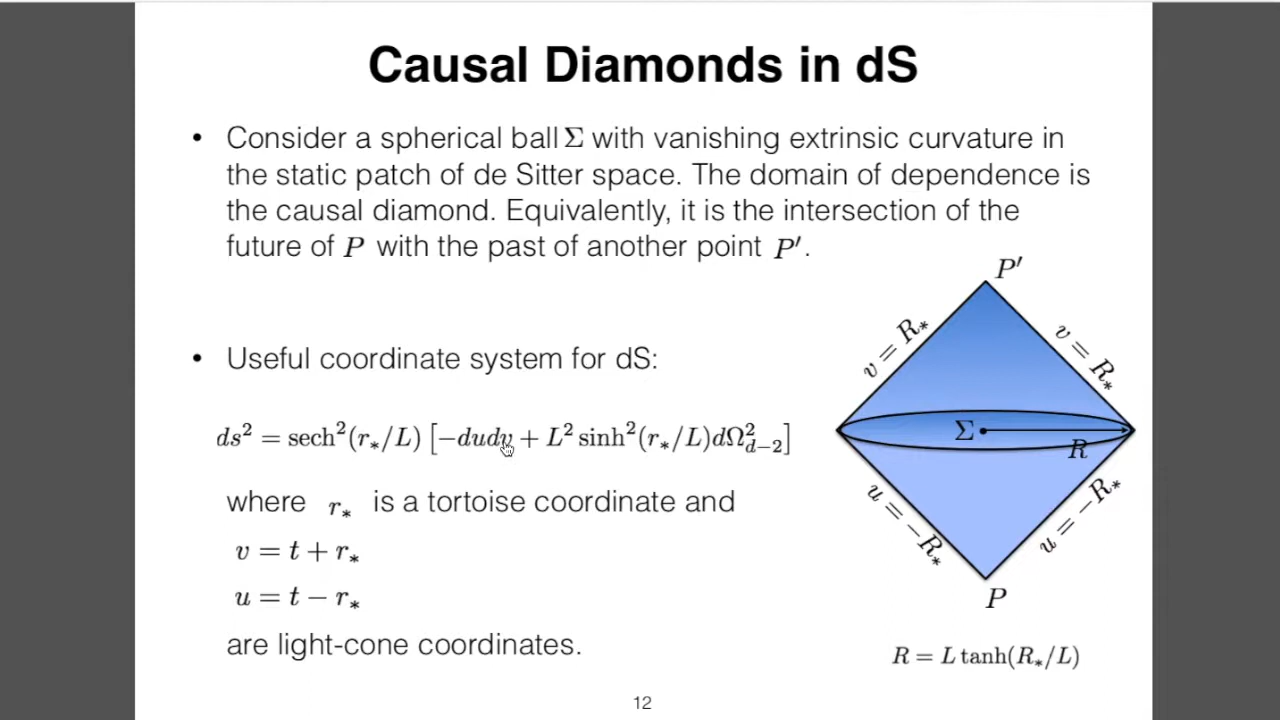 Causal Diamonds in dS
• Consider a spherical ball Σ with vanishing extrinsic curvature in
the static patch of de Sitter space. The domain of dependence is
the causal diamond. Equivalently, it is the intersection of the
future of P with the past of another point P′.
• Useful coordinate system for dS:
ds² = sech²(r∗/L) [−dudv + L² sinh²(r∗/L)dΩ²_{d−2}]
where r∗ is a tortoise coordinate and
v = t + r∗
u = t − r∗
are light-cone coordinates.
P′
v = R∗
v = R∗
Σ
R
u = −R∗
u = −R∗
P
R = L tanh(R∗/L)
12